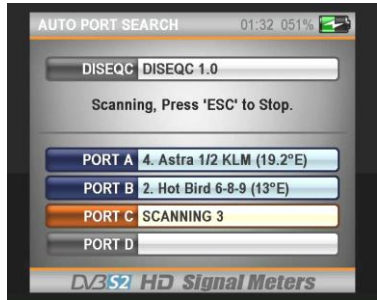 AUTO PORT SEARCH 01:32 051%
DISEQC DISEQC 1.0
Scanning, Press 'ESC' to Stop.
PORT A 4. Astra 1/2 KLM (19.2°E)
PORT B 2. Hot Bird 6-8-9 (13°E)
PORT C SCANNING 3
PORT D
DVB S2 HD Signal Meters